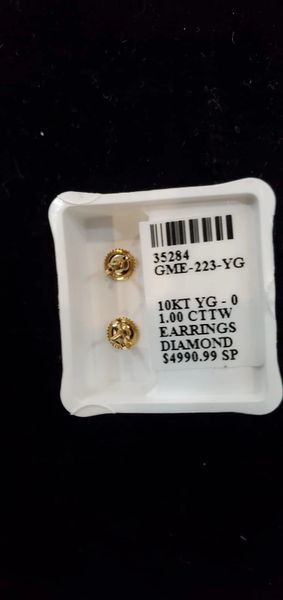 35284
GME-223-YG
10KT YG - 0
1.00 CTTW
EARRINGS
DIAMOND
$4990.99 SP